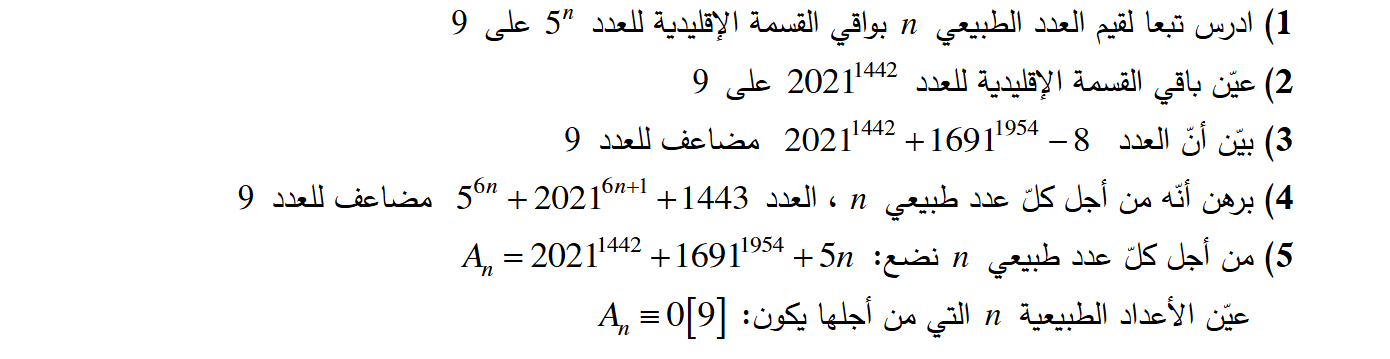 1) ادرس تبعا لقيم العدد الطبيعي n بواقي القسمة الإقليدية للعدد 5^n على 9
2) عيّن باقي القسمة الإقليدية للعدد 2021^1442 على 9
3) بيّن أنّ العدد 2021^1442 + 1691^1954 − 8 مضاعف للعدد 9
4) برهن أنّه من أجل كلّ عدد طبيعي n ، العدد 5^6n + 2021^6n+1 + 1443 مضاعف للعدد 9
5) من أجل كلّ عدد طبيعي n نضع: A_n = 2021^1442 + 1691^1954 + 5n
عيّن الأعداد الطبيعية n التي من أجلها يكون: A_n ≡ 0[9]